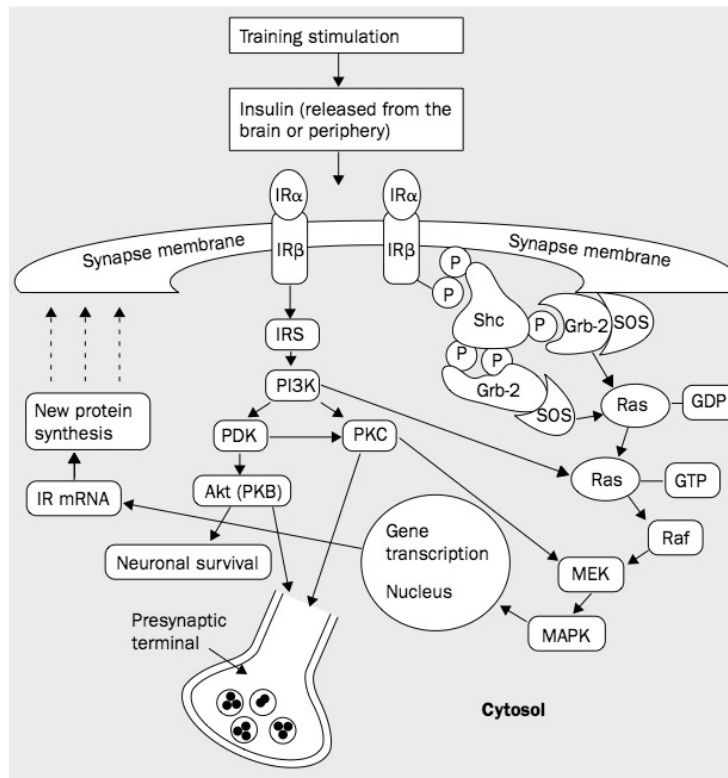 Training stimulation
Insulin (released from the
brain or periphery)
IRα
IRα
Synapse membrane
IRβ
IRβ
Synapse membrane
P
P
Shc
P
Grb-2
SOS
IRS
P
P
Grb-2
SOS
PI3K
Ras
GDP
New protein
synthesis
PDK
PKC
Ras
GTP
IR mRNA
Akt (PKB)
Gene
transcription
Nucleus
Raf
Neuronal survival
MEK
MAPK
Presynaptic
terminal
Cytosol